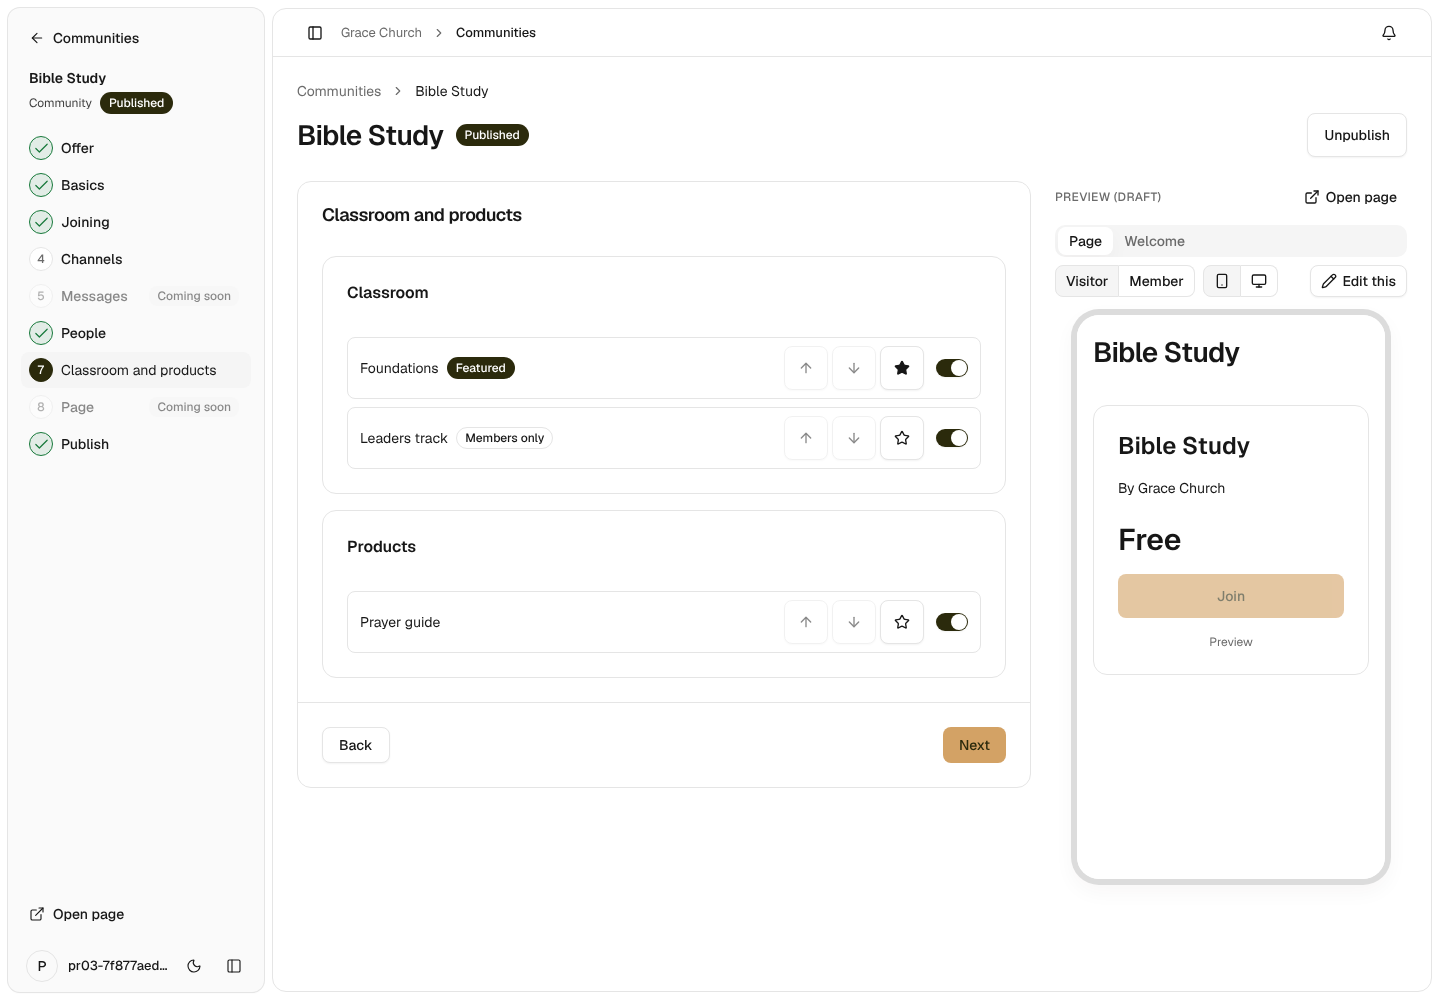 Communities
Bible Study
Community Published
Offer
Basics
Joining
4 Channels
5 Messages Coming soon
People
7 Classroom and products
8 Page Coming soon
Publish
Open page
P pr03-7f877aed...
Grace Church > Communities
Communities > Bible Study
Bible Study Published
Unpublish
Classroom and products
Classroom
Foundations Featured
Leaders track Members only
Products
Prayer guide
Back
Next
PREVIEW (DRAFT)
Open page
Page Welcome
Visitor Member
Edit this
Bible Study
Bible Study
By Grace Church
Free
Join
Preview